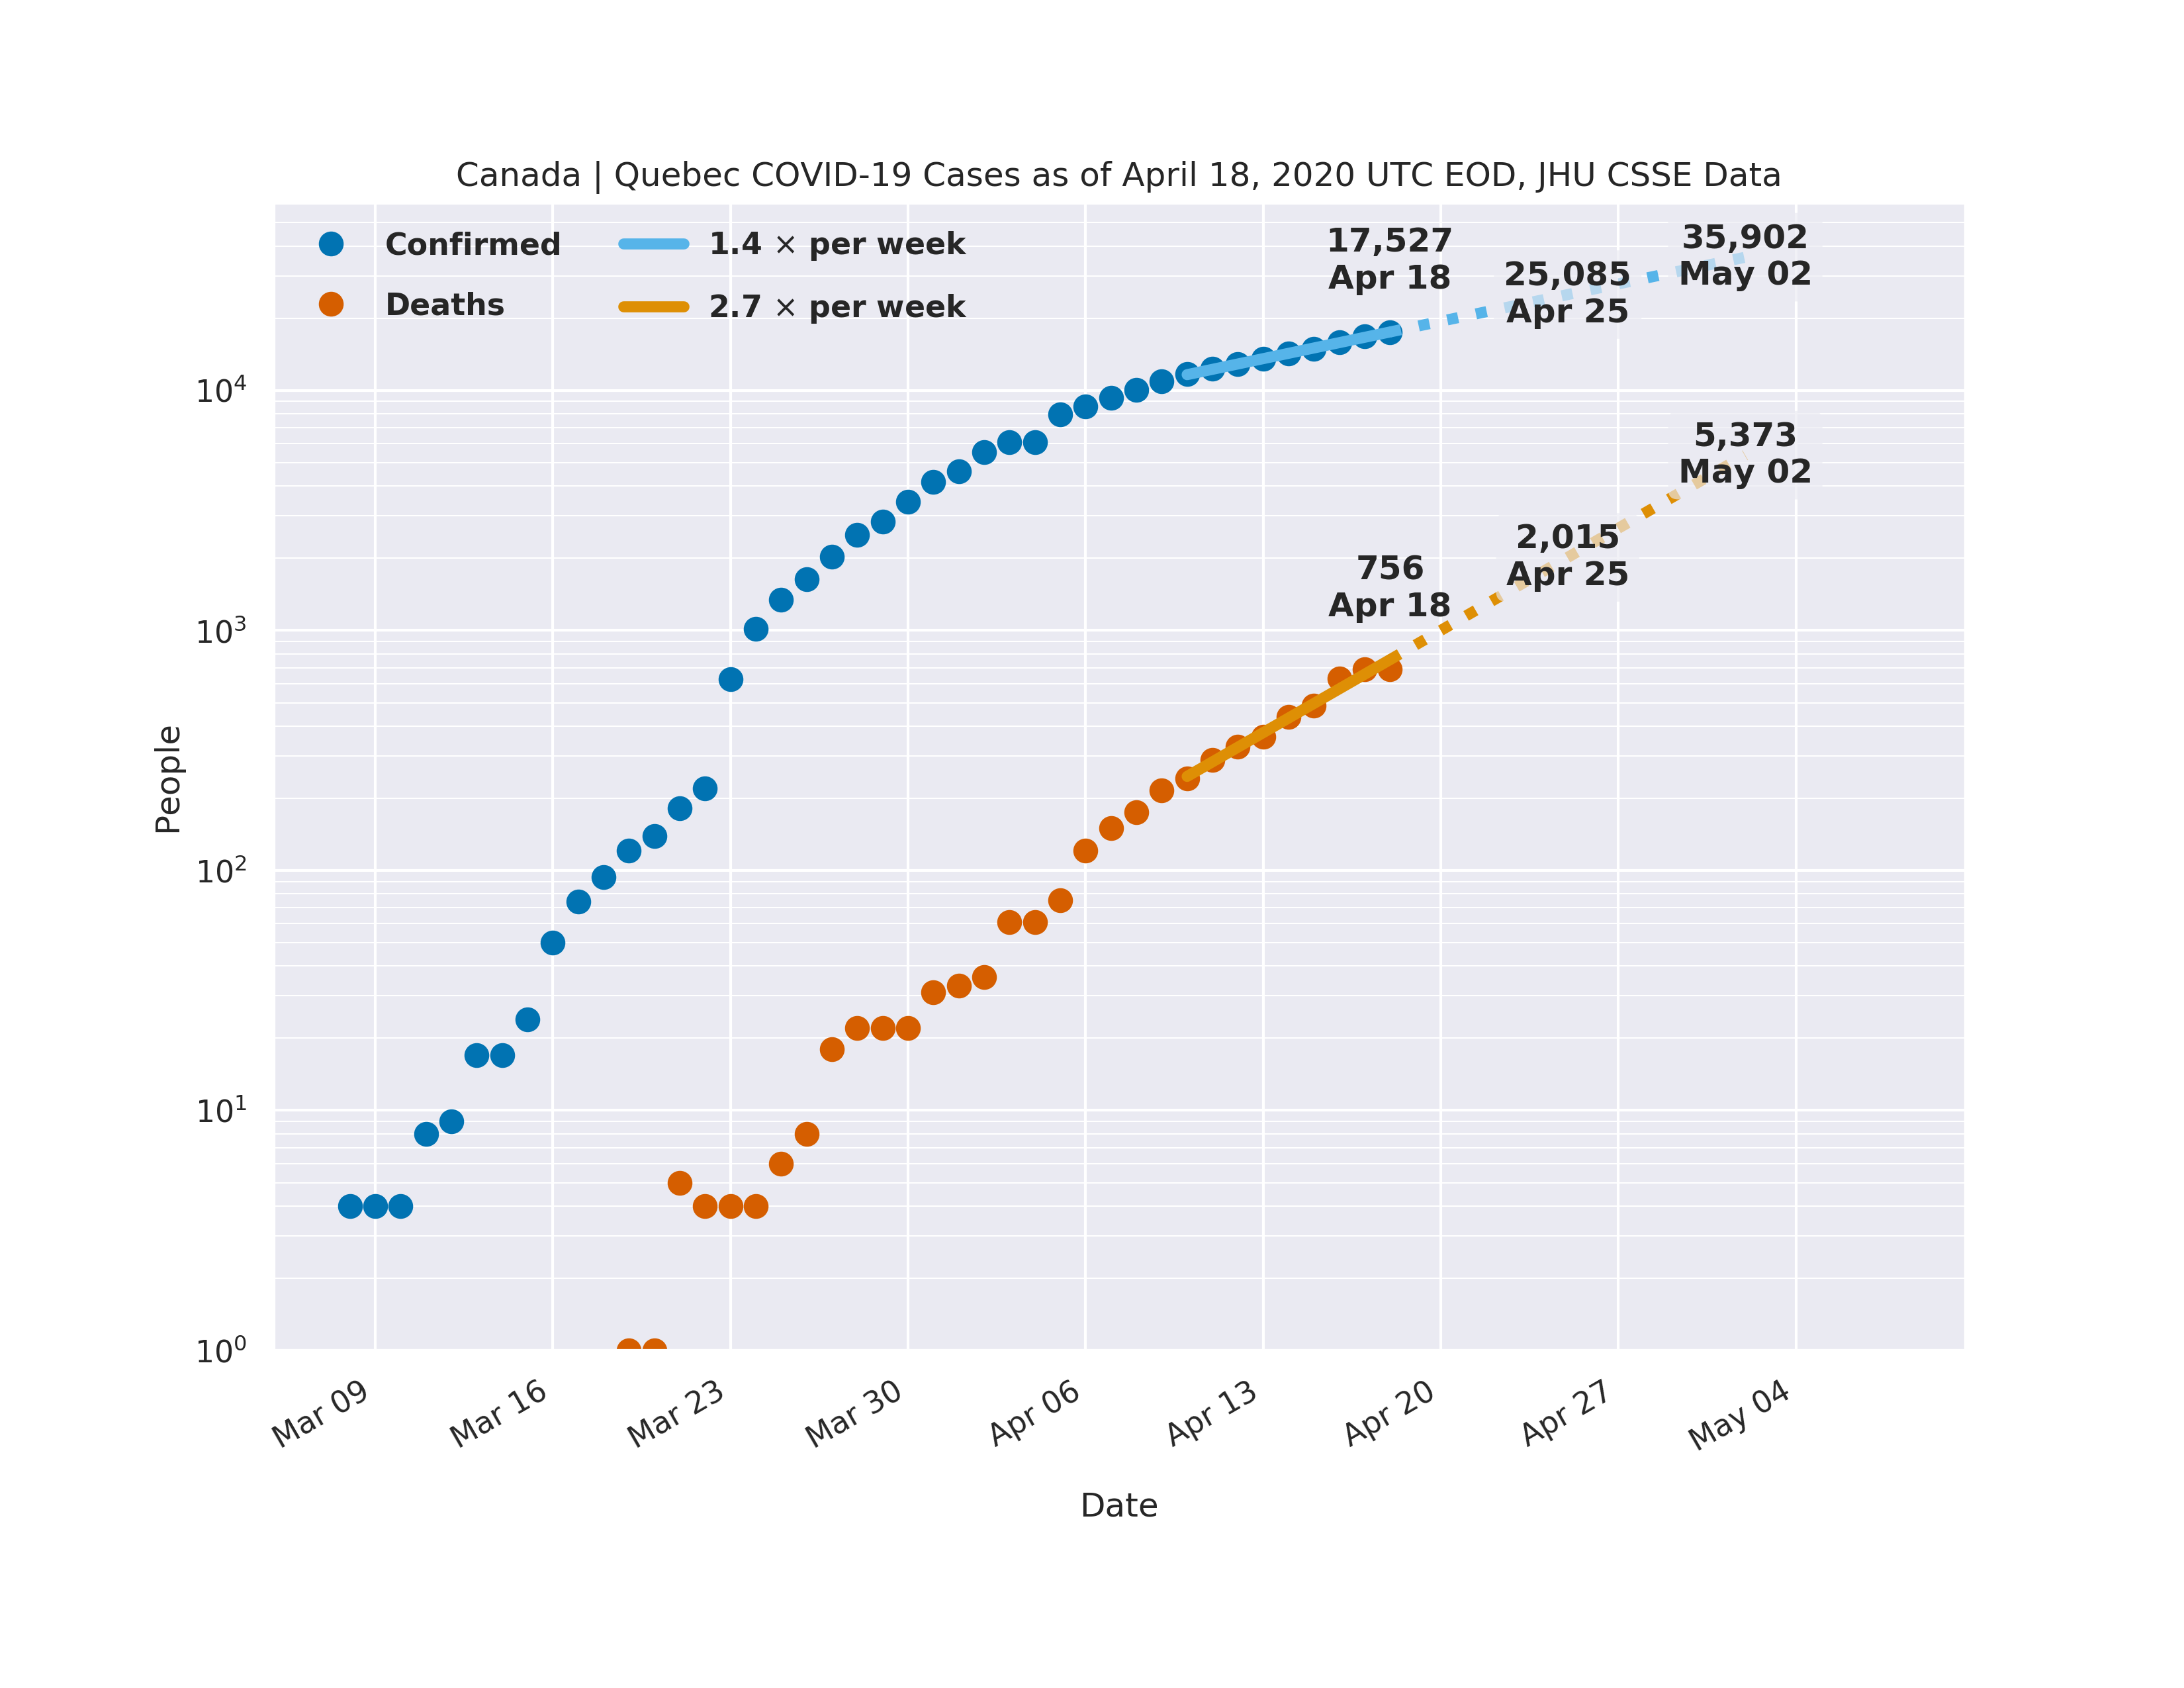 Canada | Quebec COVID-19 Cases as of April 18, 2020 UTC EOD, JHU CSSE Data
Confirmed
Deaths
1.4 × per week
2.7 × per week
17,527
Apr 18
25,085
Apr 25
35,902
May 02
756
Apr 18
2,015
Apr 25
5,373
May 02
People
10⁴
10³
10²
10¹
10⁰
Mar 09
Mar 16
Mar 23
Mar 30
Apr 06
Apr 13
Apr 20
Apr 27
May 04
Date